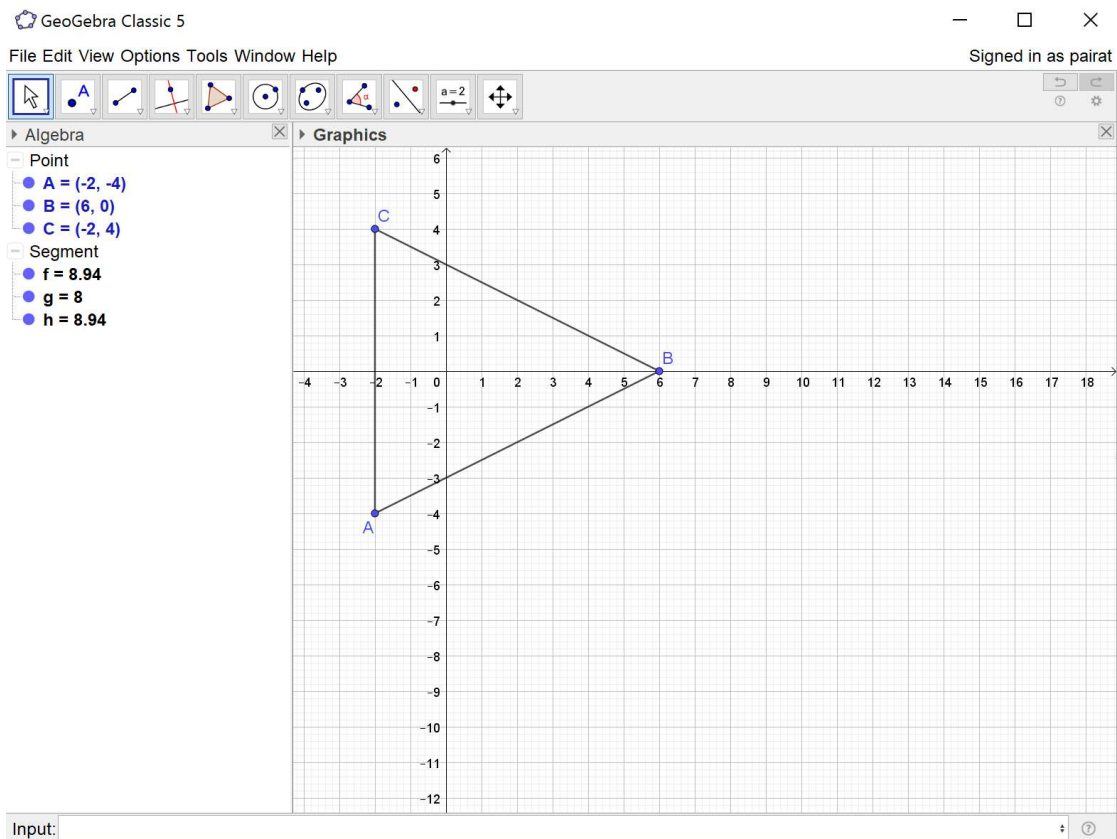 GeoGebra Classic 5
File Edit View Options Tools Window Help
Signed in as pairat
A
α
a=2
Algebra
Graphics
Point
A = (-2, -4)
B = (6, 0)
C = (-2, 4)
Segment
f = 8.94
g = 8
h = 8.94
6
5
C
4
3
2
1
B
-4 -3 -2 -1 0 1 2 3 4 5 6 7 8 9 10 11 12 13 14 15 16 17 18
-1
-2
-3
-4
A
-5
-6
-7
-8
-9
-10
-11
-12
Input: